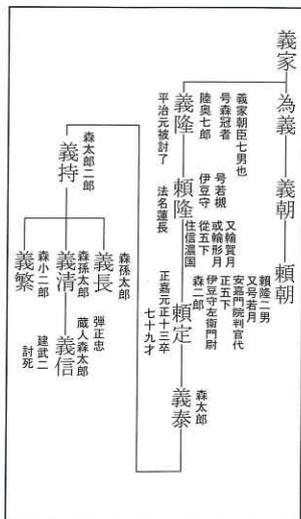 義家
為義
義朝
頼朝
義家朝臣七男也
号森冠者
陸奥七郎
義隆
平治元被討了
号若槻
又輪賀月
或輪形月
伊豆守
從五下
住信濃国
頼隆
法名蓮長
頼隆二男
又号若月
安嘉門院判官代
正五下
伊豆守左衛門尉
森二郎
頼定
正嘉元正十三卒
七十九才
森太郎
義泰
森太郎二郎
義持
森孫太郎
弾正忠
義長
森孫太郎
義清
蔵人森太郎
義信
建武二
討死
森小二郎
義繁